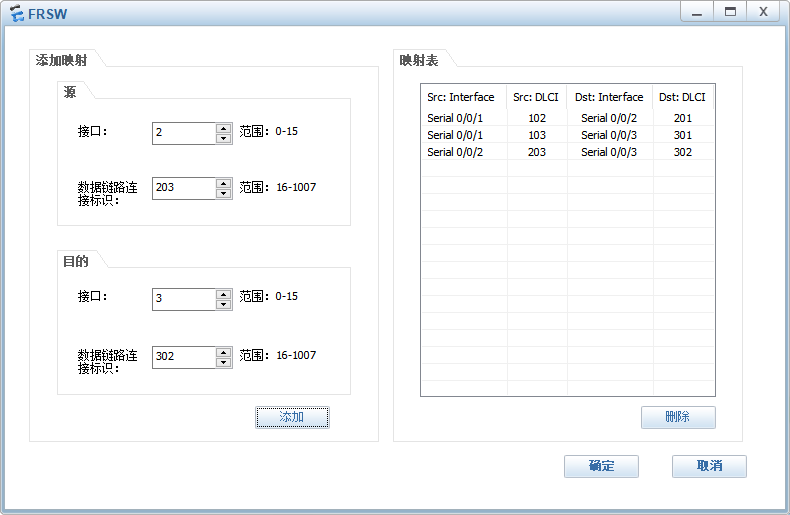 FRSW
添加映射
源
接口：
2
范围：0-15
数据链路连
接标识：
203
范围：16-1007
目的
接口：
3
范围：0-15
数据链路连
接标识：
302
范围：16-1007
添加
映射表
Src: Interface Src: DLCI Dst: Interface Dst: DLCI
Serial 0/0/1 102 Serial 0/0/2 201
Serial 0/0/1 103 Serial 0/0/3 301
Serial 0/0/2 203 Serial 0/0/3 302
删除
确定
取消